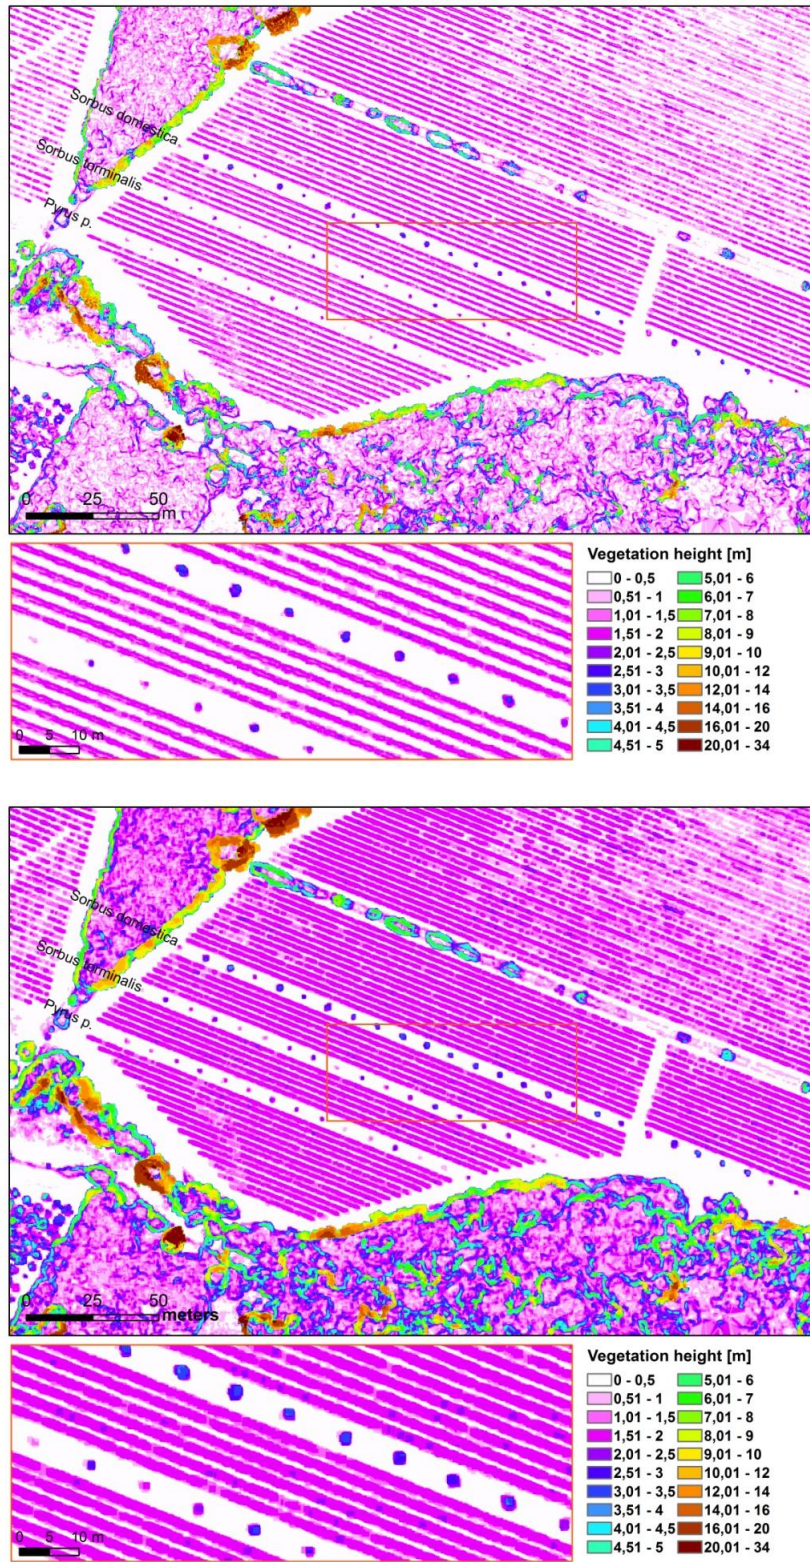 Sorbus domestica
Sorbus torminalis
Pyrus p.
0 25 50
m
Vegetation height [m]
0 - 0,5 5,01 - 6
0,51 - 1 6,01 - 7
1,01 - 1,5 7,01 - 8
1,51 - 2 8,01 - 9
2,01 - 2,5 9,01 - 10
2,51 - 3 10,01 - 12
3,01 - 3,5 12,01 - 14
3,51 - 4 14,01 - 16
4,01 - 4,5 16,01 - 20
4,51 - 5 20,01 - 34
0 5 10 m
Sorbus domestica
Sorbus torminalis
Pyrus p.
0 25 50
meters
Vegetation height [m]
0 - 0,5 5,01 - 6
0,51 - 1 6,01 - 7
1,01 - 1,5 7,01 - 8
1,51 - 2 8,01 - 9
2,01 - 2,5 9,01 - 10
2,51 - 3 10,01 - 12
3,01 - 3,5 12,01 - 14
3,51 - 4 14,01 - 16
4,01 - 4,5 16,01 - 20
4,51 - 5 20,01 - 34
0 5 10 m